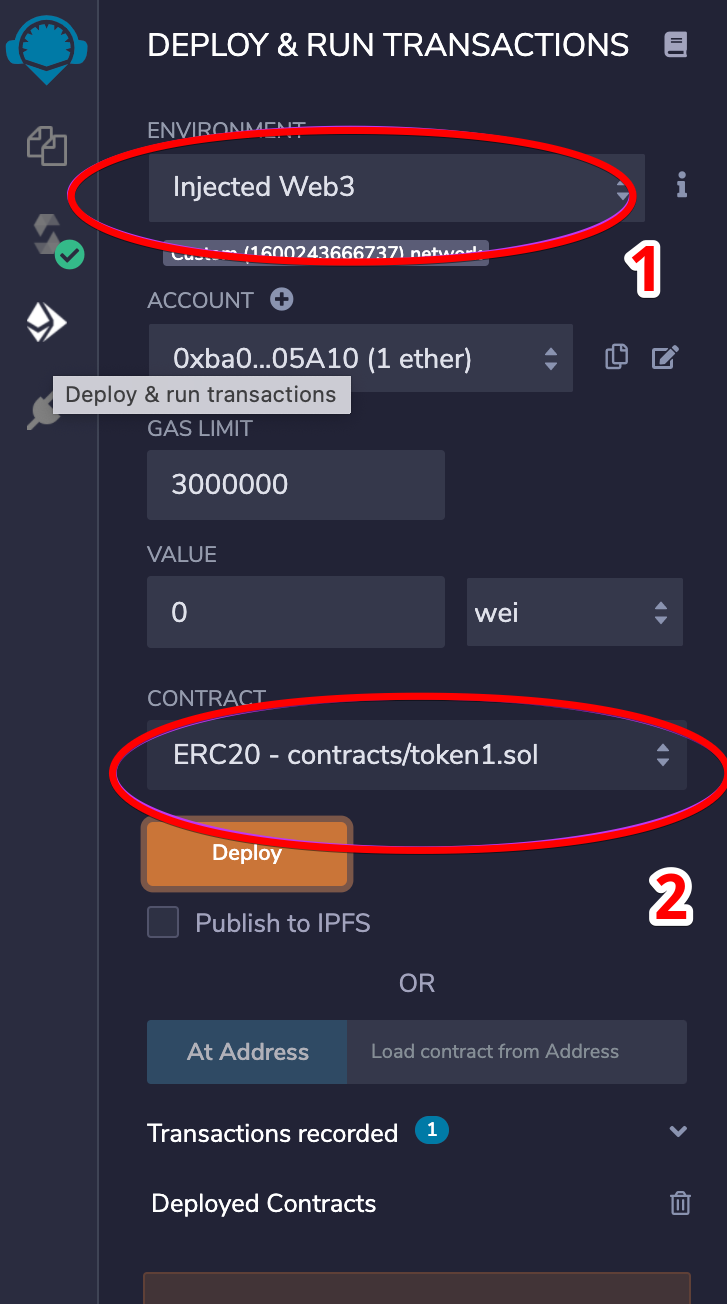 DEPLOY & RUN TRANSACTIONS
ENVIRONMENT
Injected Web3
Custom (1600243666737) network
1
ACCOUNT
0xba0...05A10 (1 ether)
Deploy & run transactions
GAS LIMIT
3000000
VALUE
0 wei
CONTRACT
ERC20 - contracts/token1.sol
Deploy
2
Publish to IPFS
OR
At Address Load contract from Address
Transactions recorded 1
Deployed Contracts